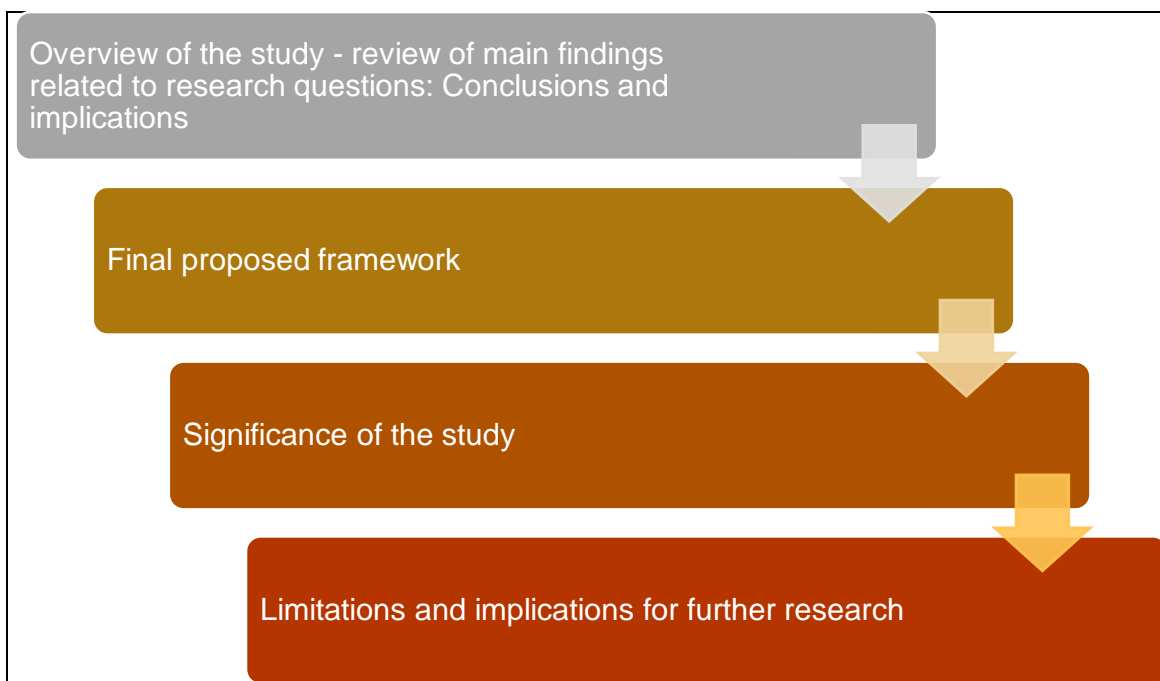 Overview of the study - review of main findings
related to research questions: Conclusions and
implications
Final proposed framework
Significance of the study
Limitations and implications for further research